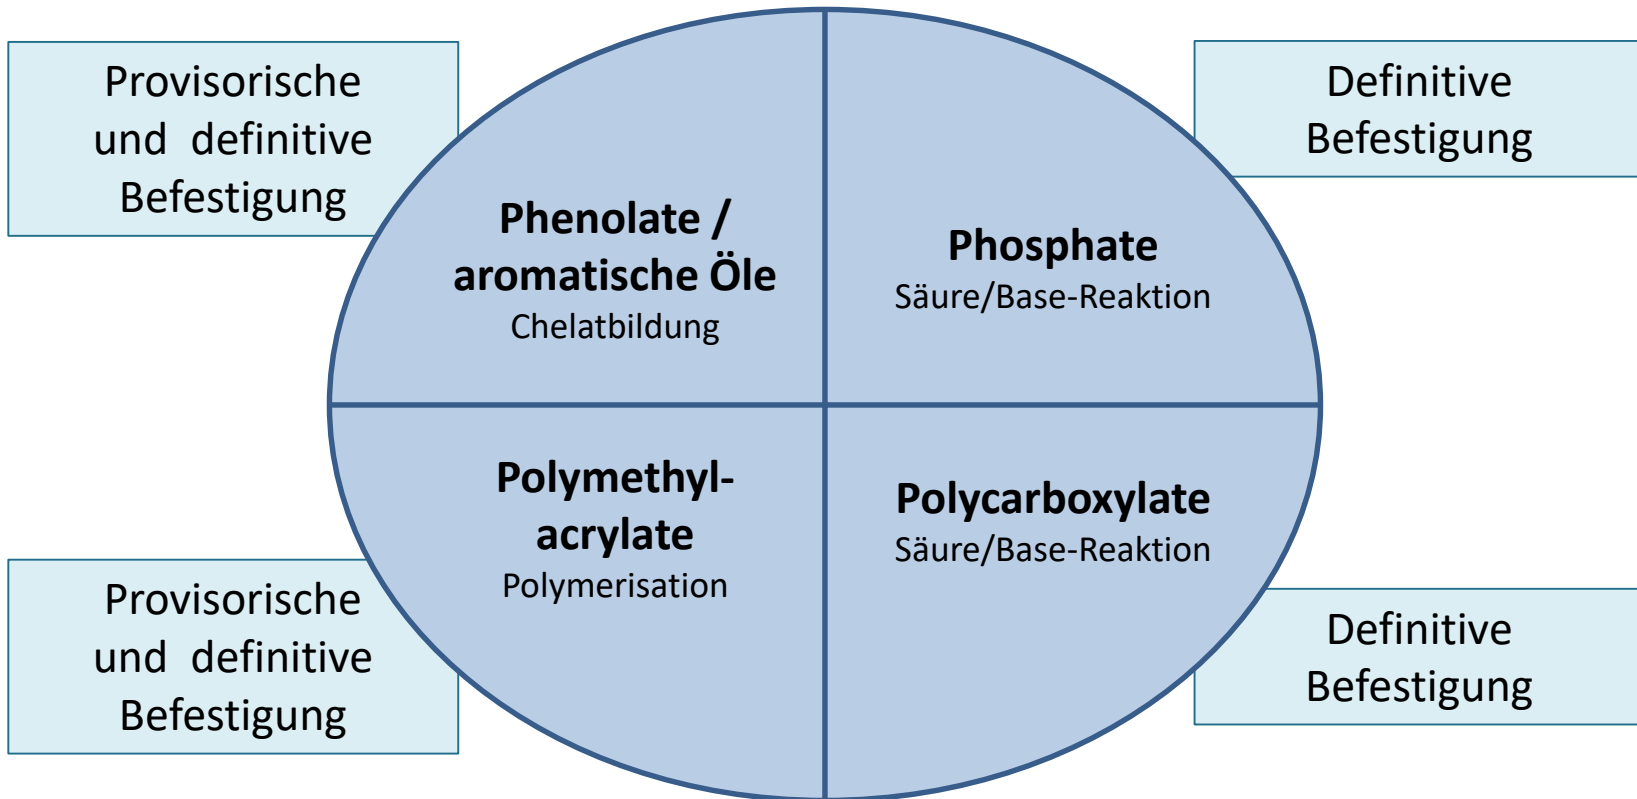 Provisorische
und definitive
Befestigung
Definitive
Befestigung
Phenolate /
aromatische Öle
Chelatbildung
Phosphate
Säure/Base-Reaktion
Polymethyl-
acrylate
Polymerisation
Polycarboxylate
Säure/Base-Reaktion
Provisorische
und definitive
Befestigung
Definitive
Befestigung